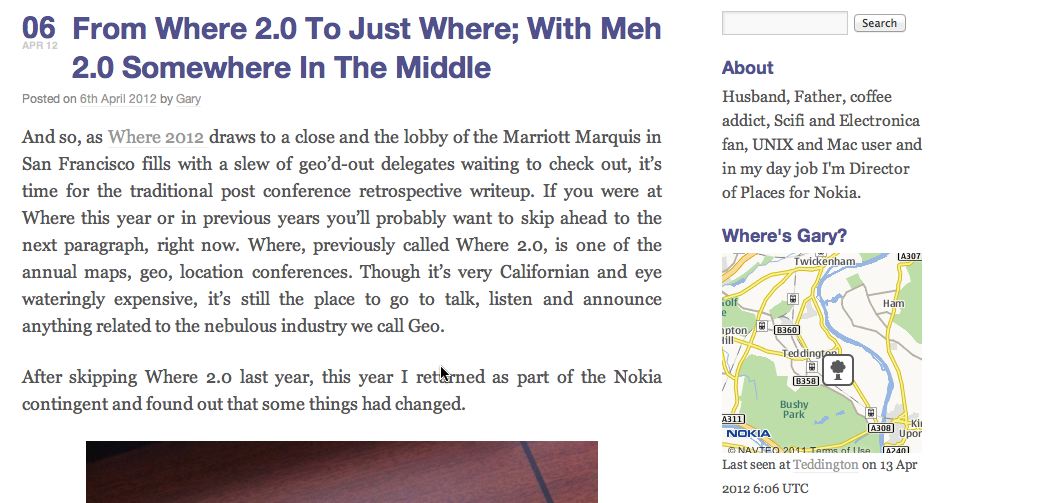 06
APR 12
From Where 2.0 To Just Where; With Meh
2.0 Somewhere In The Middle
Posted on 6th April 2012 by Gary
And so, as Where 2012 draws to a close and the lobby of the Marriott Marquis in
San Francisco fills with a slew of geo'd-out delegates waiting to check out, it's
time for the traditional post conference retrospective writeup. If you were at
Where this year or in previous years you'll probably want to skip ahead to the
next paragraph, right now. Where, previously called Where 2.0, is one of the
annual maps, geo, location conferences. Though it's very Californian and eye
wateringly expensive, it's still the place to go to talk, listen and announce
anything related to the nebulous industry we call Geo.
After skipping Where 2.0 last year, this year I returned as part of the Nokia
contingent and found out that some things had changed.
Search
About
Husband, Father, coffee
addict, Scifi and Electronica
fan, UNIX and Mac user and
in my day job I'm Director
of Places for Nokia.
Where's Gary?
Twickenham
A307
Ham
B360
Teddington
B358
Bushy
Park
A311
A308
NOKIA
A240
© NAVTEQ 2011 Terms of Use
Last seen at Teddington on 13 Apr
2012 6:06 UTC